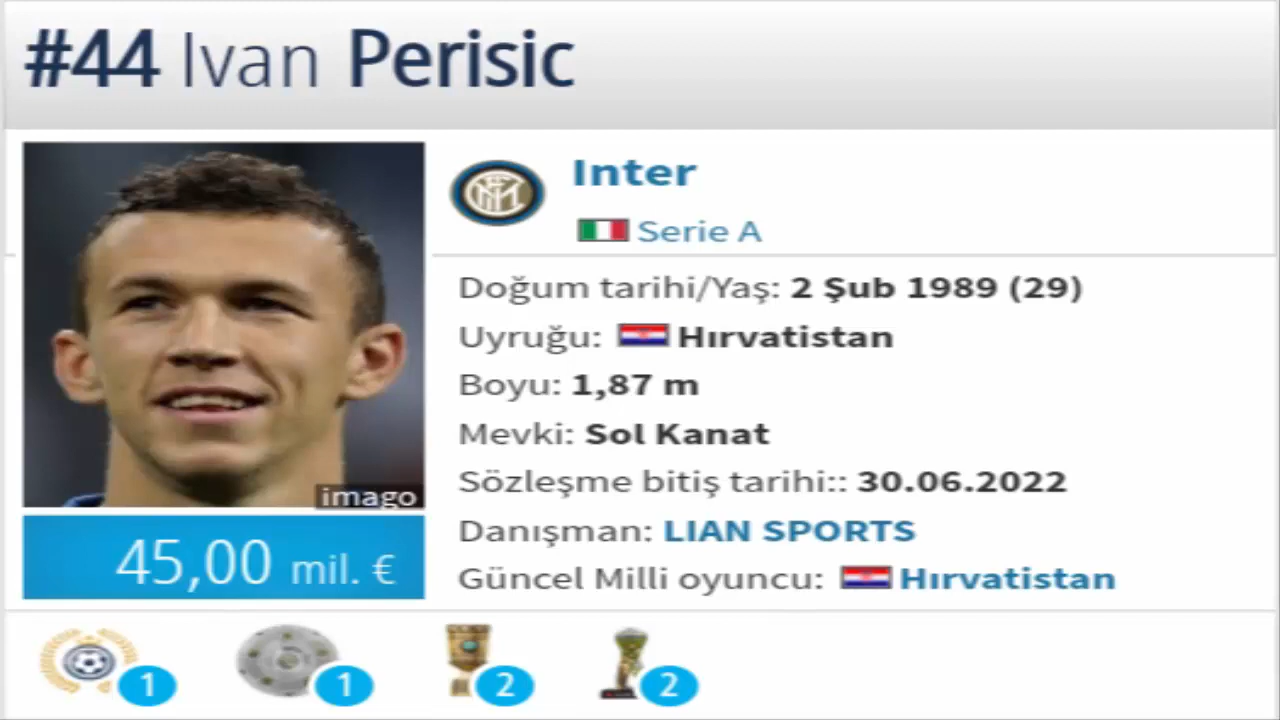 #44 Ivan Perisic
Inter
Serie A
Doğum tarihi/Yaş: 2 Şub 1989 (29)
Uyruğu: Hırvatistan
Boyu: 1,87 m
Mevki: Sol Kanat
Sözleşme bitiş tarihi:: 30.06.2022
Danışman: LIAN SPORTS
Güncel Milli oyuncu: Hırvatistan
imago
45,00 mil. €
1 1 2 2